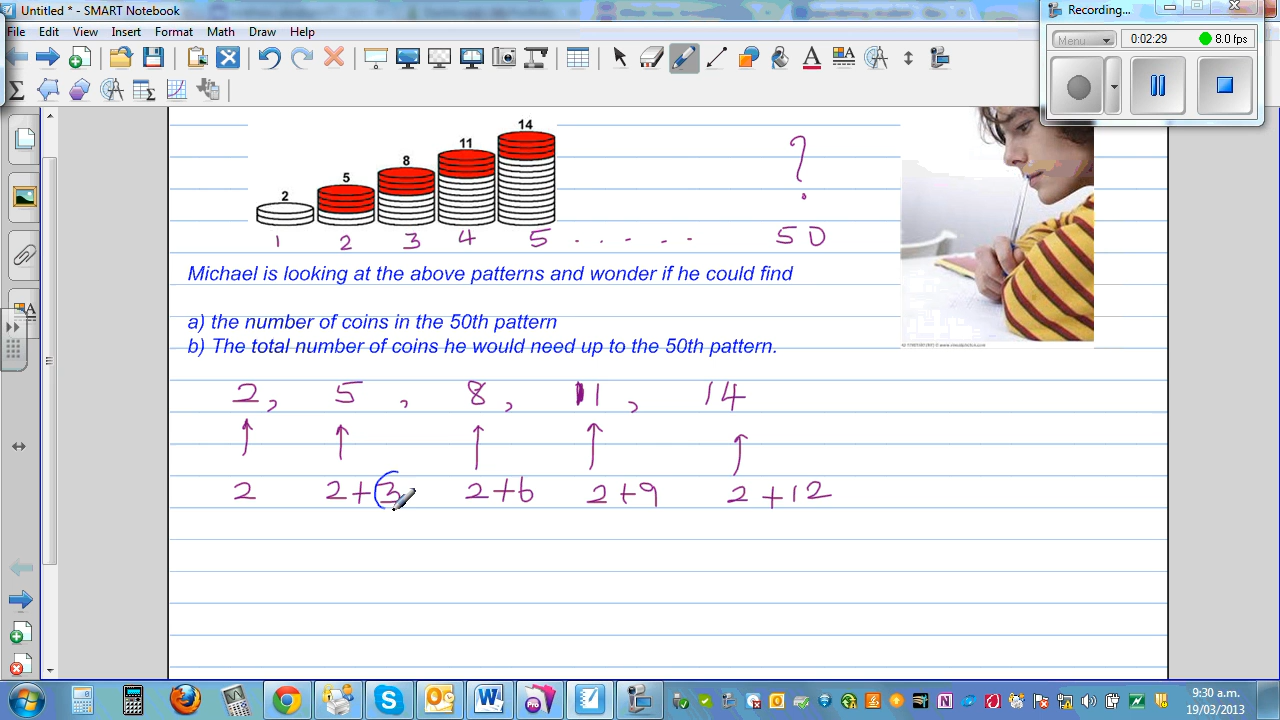 Untitled * - SMART Notebook
Recording...
File Edit View Insert Format Math Draw Help
Menu 0:02:29 8.0 fps
2 5 8 11 14
?
1 2 3 4 5 . . . . . 50
Michael is looking at the above patterns and wonder if he could find
a) the number of coins in the 50th pattern
b) The total number of coins he would need up to the 50th pattern.
2, 5 , 8 , 11 , 14
2 2+3 2+6 2+9 2+12
9:30 a.m.
19/03/2013